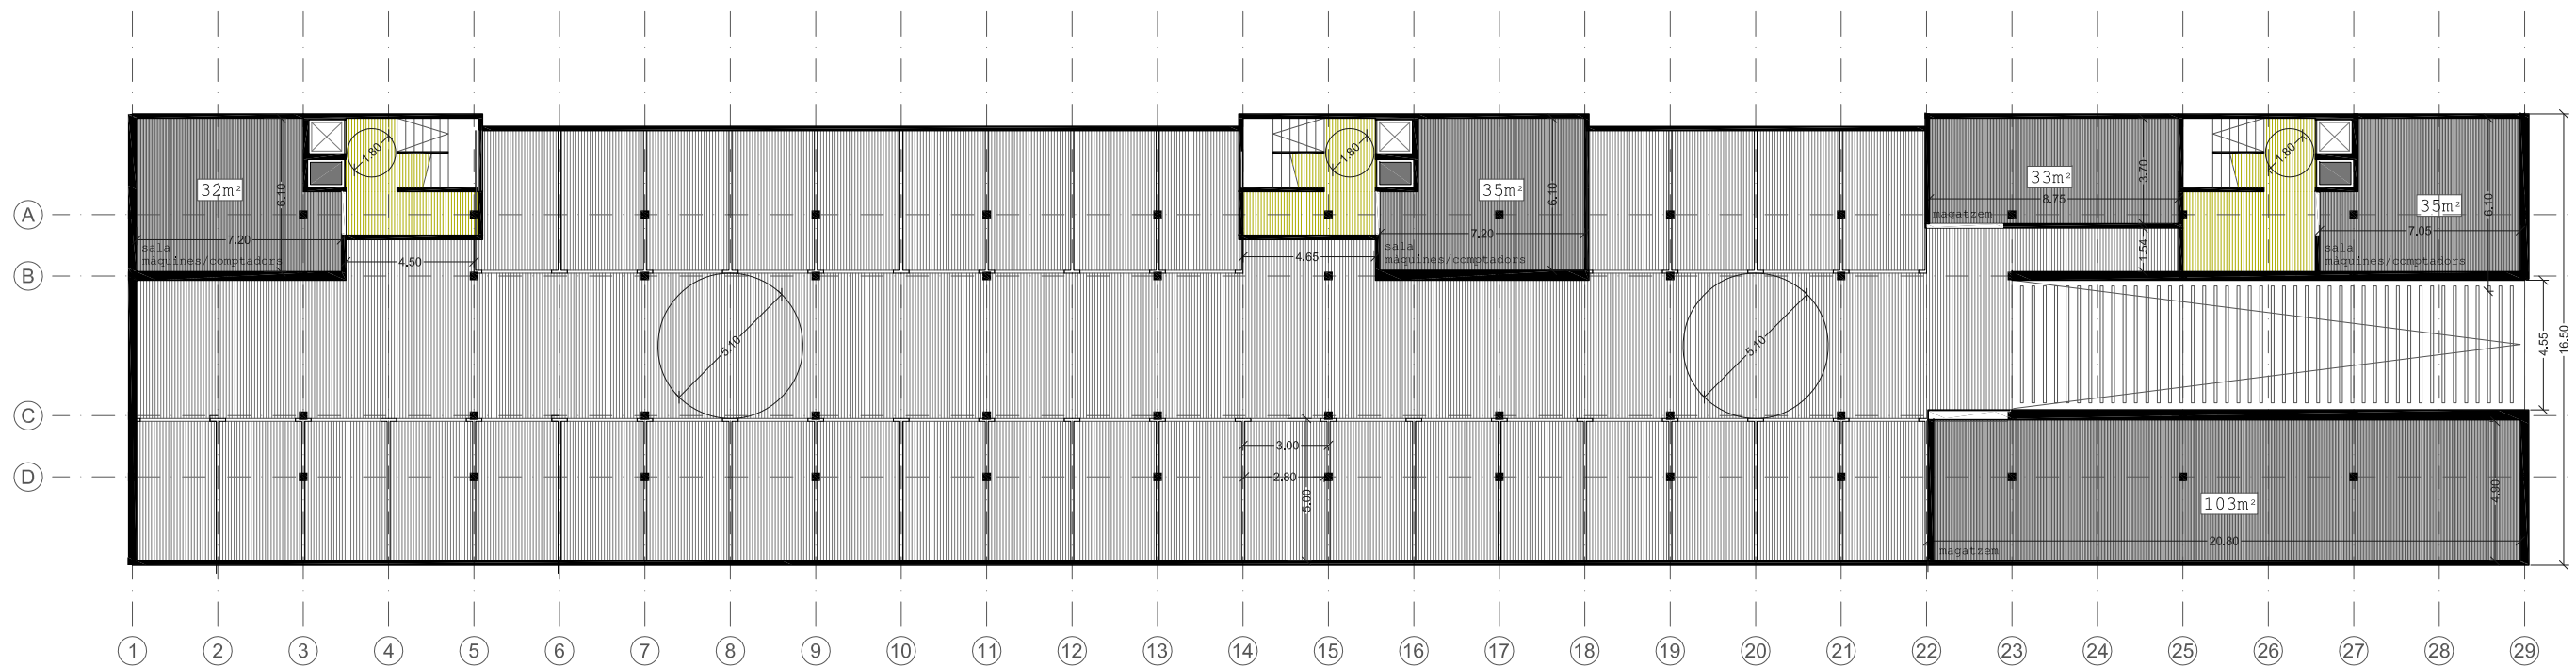 1.80
1.80
1.80
32m²
6.10
35m²
6.10
33m²
3.70
8.75
magatzem
35m²
6.10
A
7.20
sala
màquines/comptadors
4.50
4.65
7.20
sala
màquines/comptadors
1.54
7.05
sala
màquines/comptadors
B
5.10
5.10
4.55
16.50
C
3.00
2.80
5.00
D
4.90
103m²
20.80
magatzem
1 2 3 4 5 6 7 8 9 10 11 12 13 14 15 16 17 18 19 20 21 22 23 24 25 26 27 28 29